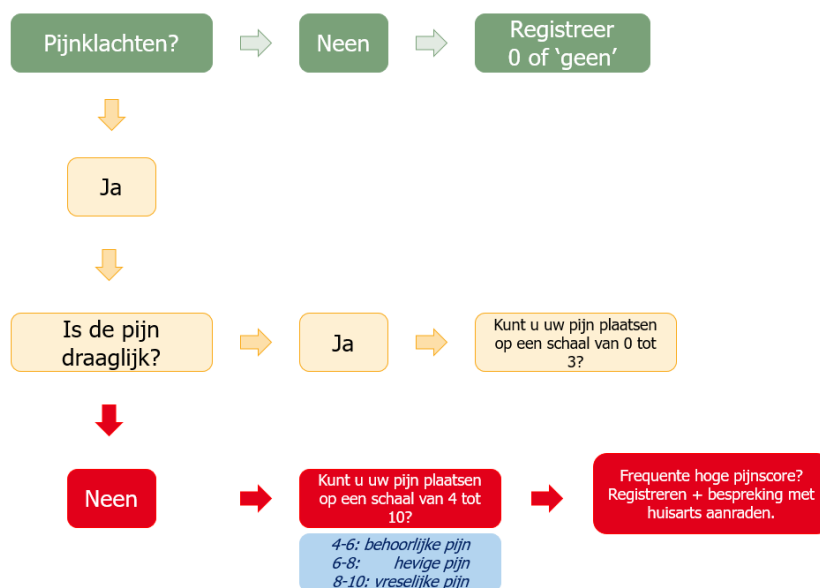 Pijnklachten?
Neen
Registreer
0 of ‘geen’
Ja
Is de pijn
draaglijk?
Ja
Kunt u uw pijn plaatsen
op een schaal van 0 tot
3?
Neen
Kunt u uw pijn plaatsen
op een schaal van 4 tot
10?
Frequente hoge pijnscore?
Registreren + bespreking met
huisarts aanraden.
4-6: behoorlijke pijn
6-8: hevige pijn
8-10: vreselijke pijn